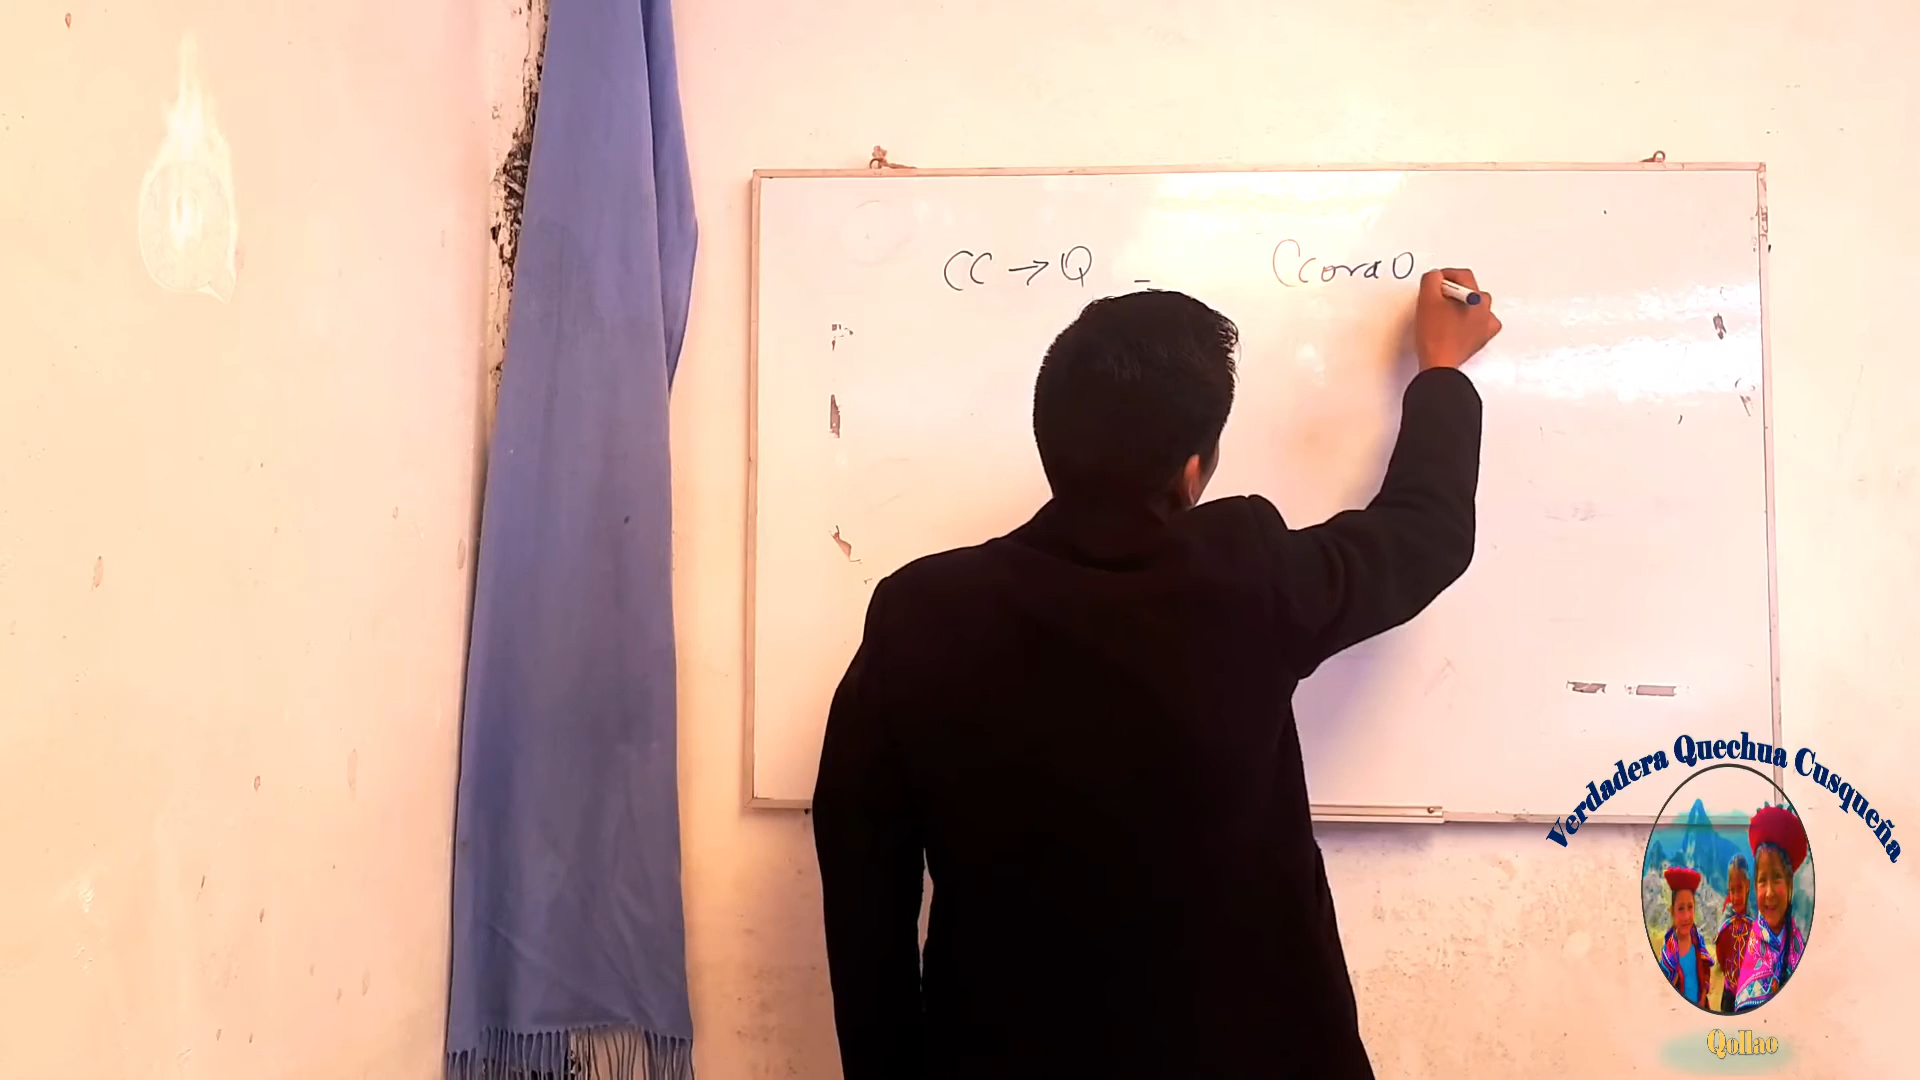 CC → Q = CcoraO
Verdadera Quechua Cusqueña
Qollao